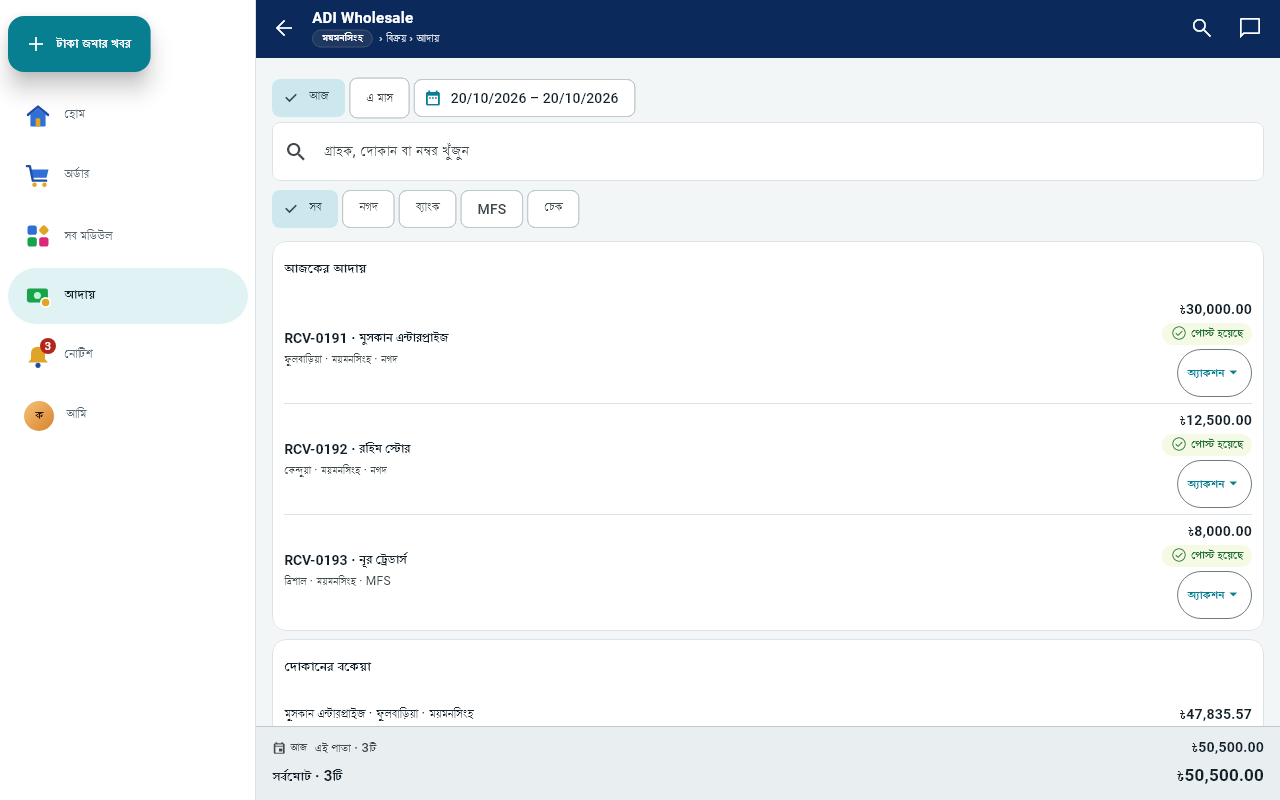 টাকা জমার খবর
হোম
অর্ডার
সব মডিউল
আদায়
3
নোটিশ
ক
আমি
ADI Wholesale
ময়মনসিংহ › বিক্রয় › আদায়
আজ
এ মাস
20/10/2026 – 20/10/2026
গ্রাহক, দোকান বা নম্বর খুঁজুন
সব
নগদ
ব্যাংক
MFS
চেক
আজকের আদায়
৳30,000.00
RCV-0191 · মুসকান এন্টারপ্রাইজ
পোস্ট হয়েছে
ফুলবাড়িয়া · ময়মনসিংহ · নগদ
অ্যাকশন
৳12,500.00
RCV-0192 · রহিম স্টোর
পোস্ট হয়েছে
কেন্দুয়া · ময়মনসিংহ · নগদ
অ্যাকশন
৳8,000.00
RCV-0193 · নূর ট্রেডার্স
পোস্ট হয়েছে
ত্রিশাল · ময়মনসিংহ · MFS
অ্যাকশন
দোকানের বকেয়া
মুসকান এন্টারপ্রাইজ · ফুলবাড়িয়া · ময়মনসিংহ
৳47,835.57
আজ এই পাতা · 3টি
৳50,500.00
সর্বমোট · 3টি
৳50,500.00